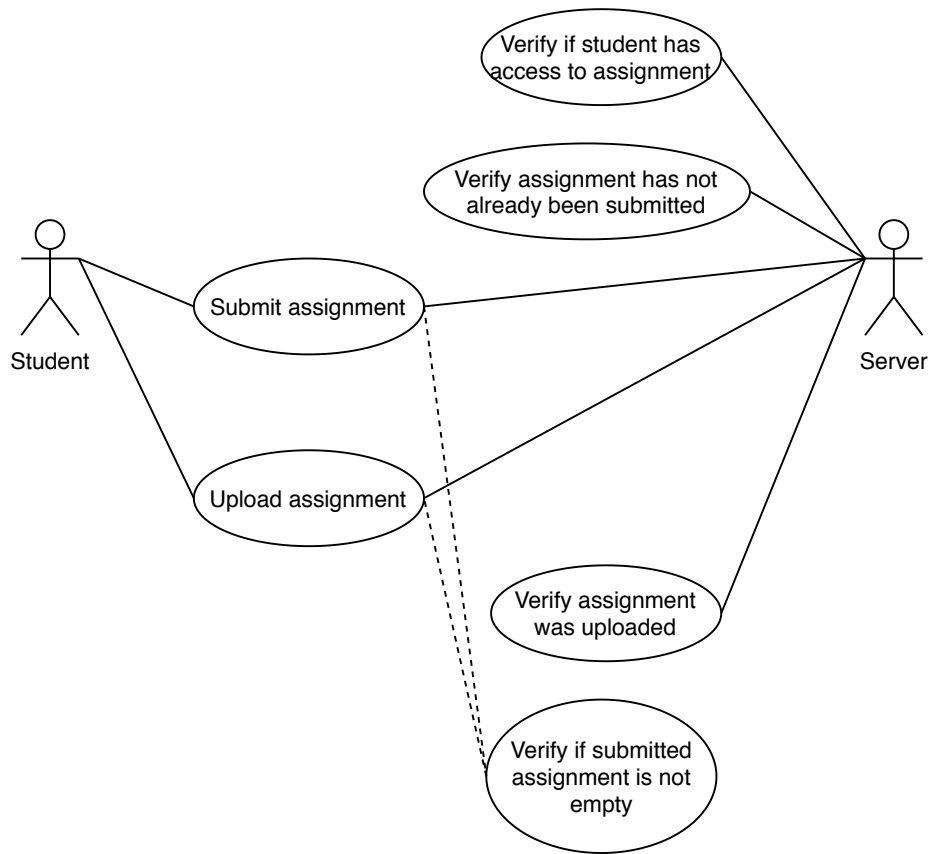 Verify if student has
access to assignment
Verify assignment has not
already been submitted
Submit assignment
Student
Server
Upload assignment
Verify assignment
was uploaded
Verify if submitted
assignment is not
empty